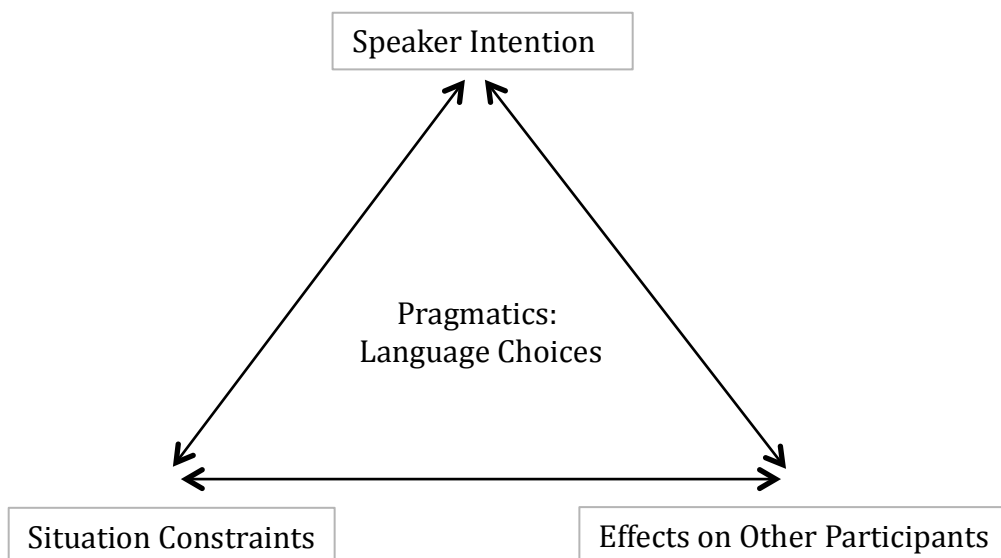 Speaker Intention
Pragmatics:
Language Choices
Situation Constraints
Effects on Other Participants